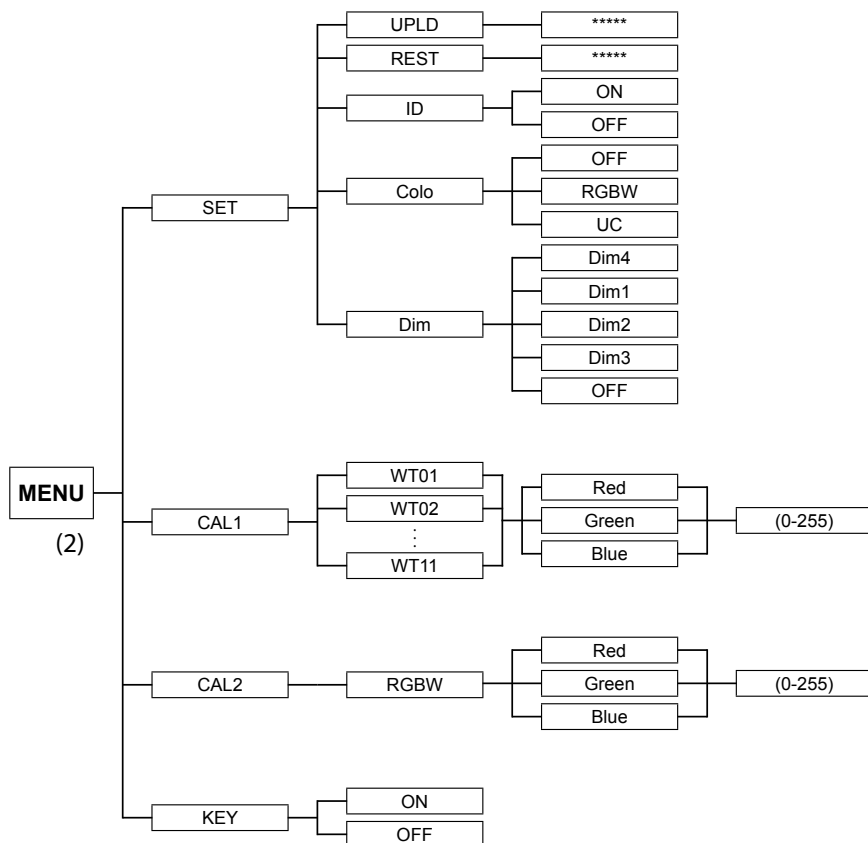 UPLD *****
REST *****
ON
ID
OFF
OFF
SET Colo RGBW
UC
Dim4
Dim1
Dim Dim2
Dim3
OFF
WT01
Red
MENU
WT02
CAL1 Green (0-255)
(2)
Blue
WT11
Red
CAL2 RGBW Green (0-255)
Blue
ON
KEY
OFF